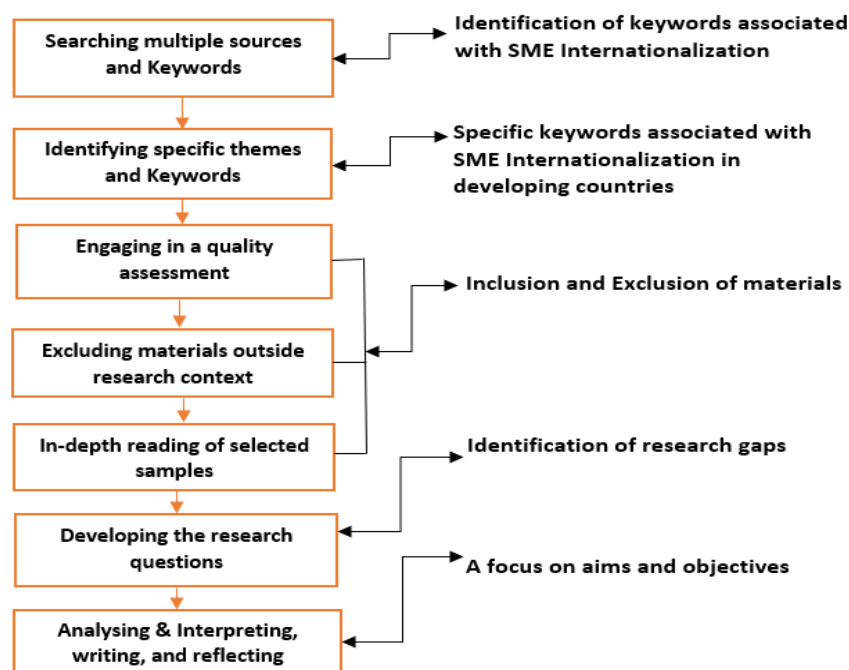 Searching multiple sources
and Keywords
Identification of keywords associated
with SME Internationalization
Identifying specific themes
and Keywords
Specific keywords associated with
SME Internationalization in
developing countries
Engaging in a quality
assessment
Inclusion and Exclusion of materials
Excluding materials outside
research context
In-depth reading of selected
samples
Identification of research gaps
Developing the research
questions
A focus on aims and objectives
Analysing & Interpreting,
writing, and reflecting